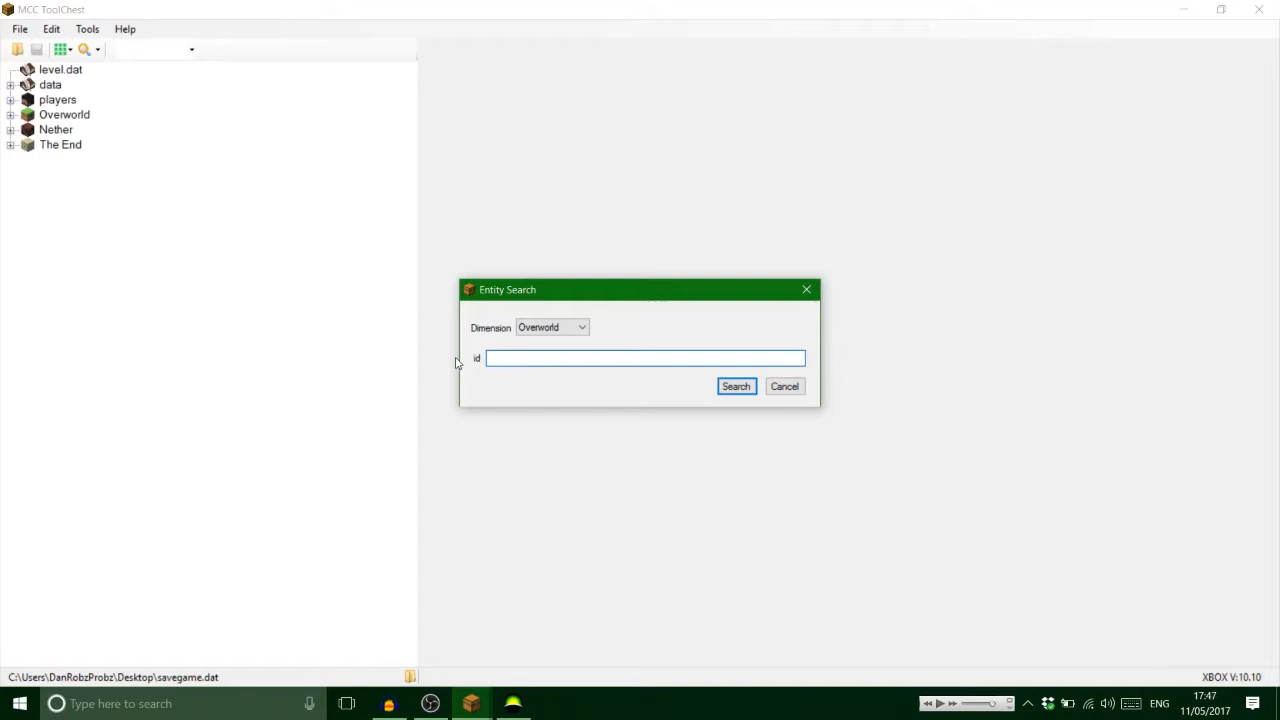 MCC ToolChest
File Edit Tools Help
level.dat
data
players
Overworld
Nether
The End
Entity Search
Dimension Overworld
id
Search Cancel
C:\Users\DanRobzProbz\Desktop\savegame.dat
XBOX V:10.10
Type here to search
ENG
17:47
11/05/2017